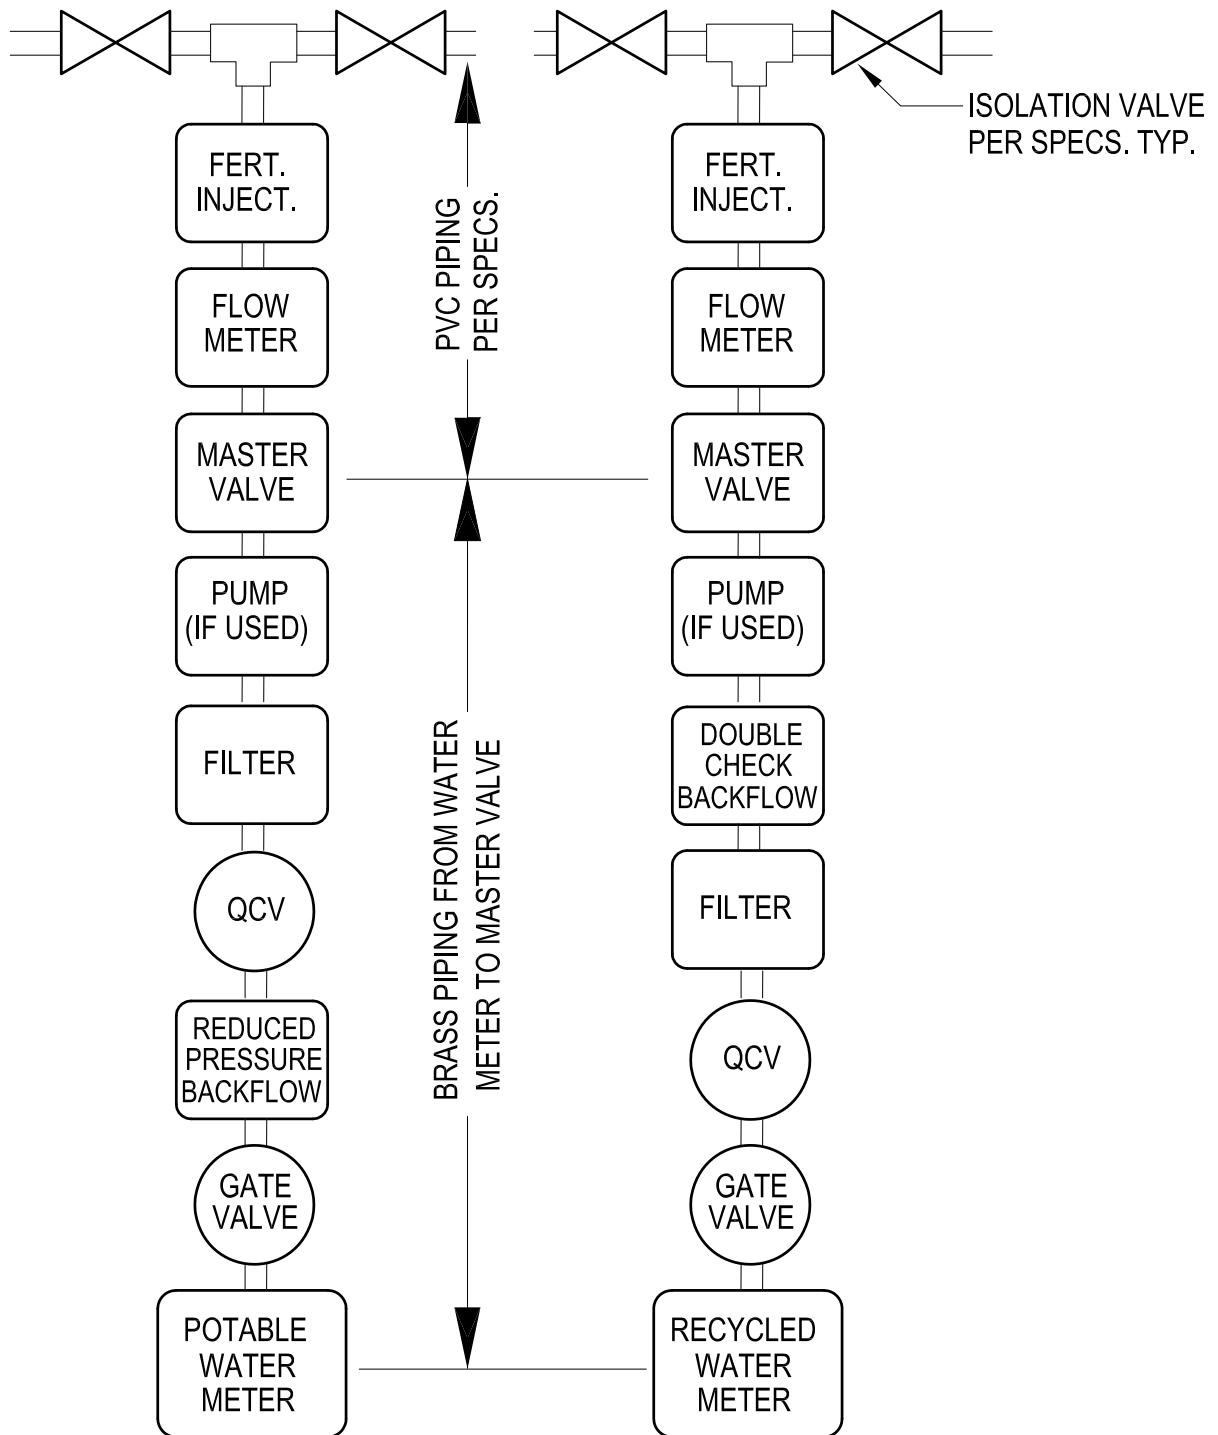 ISOLATION VALVE
PER SPECS. TYP.
FERT.
INJECT.
FLOW
METER
MASTER
VALVE
PUMP
(IF USED)
FILTER
QCV
REDUCED
PRESSURE
BACKFLOW
GATE
VALVE
POTABLE
WATER
METER
PVC PIPING
PER SPECS.
BRASS PIPING FROM WATER
METER TO MASTER VALVE
FERT.
INJECT.
FLOW
METER
MASTER
VALVE
PUMP
(IF USED)
DOUBLE
CHECK
BACKFLOW
FILTER
QCV
GATE
VALVE
RECYCLED
WATER
METER